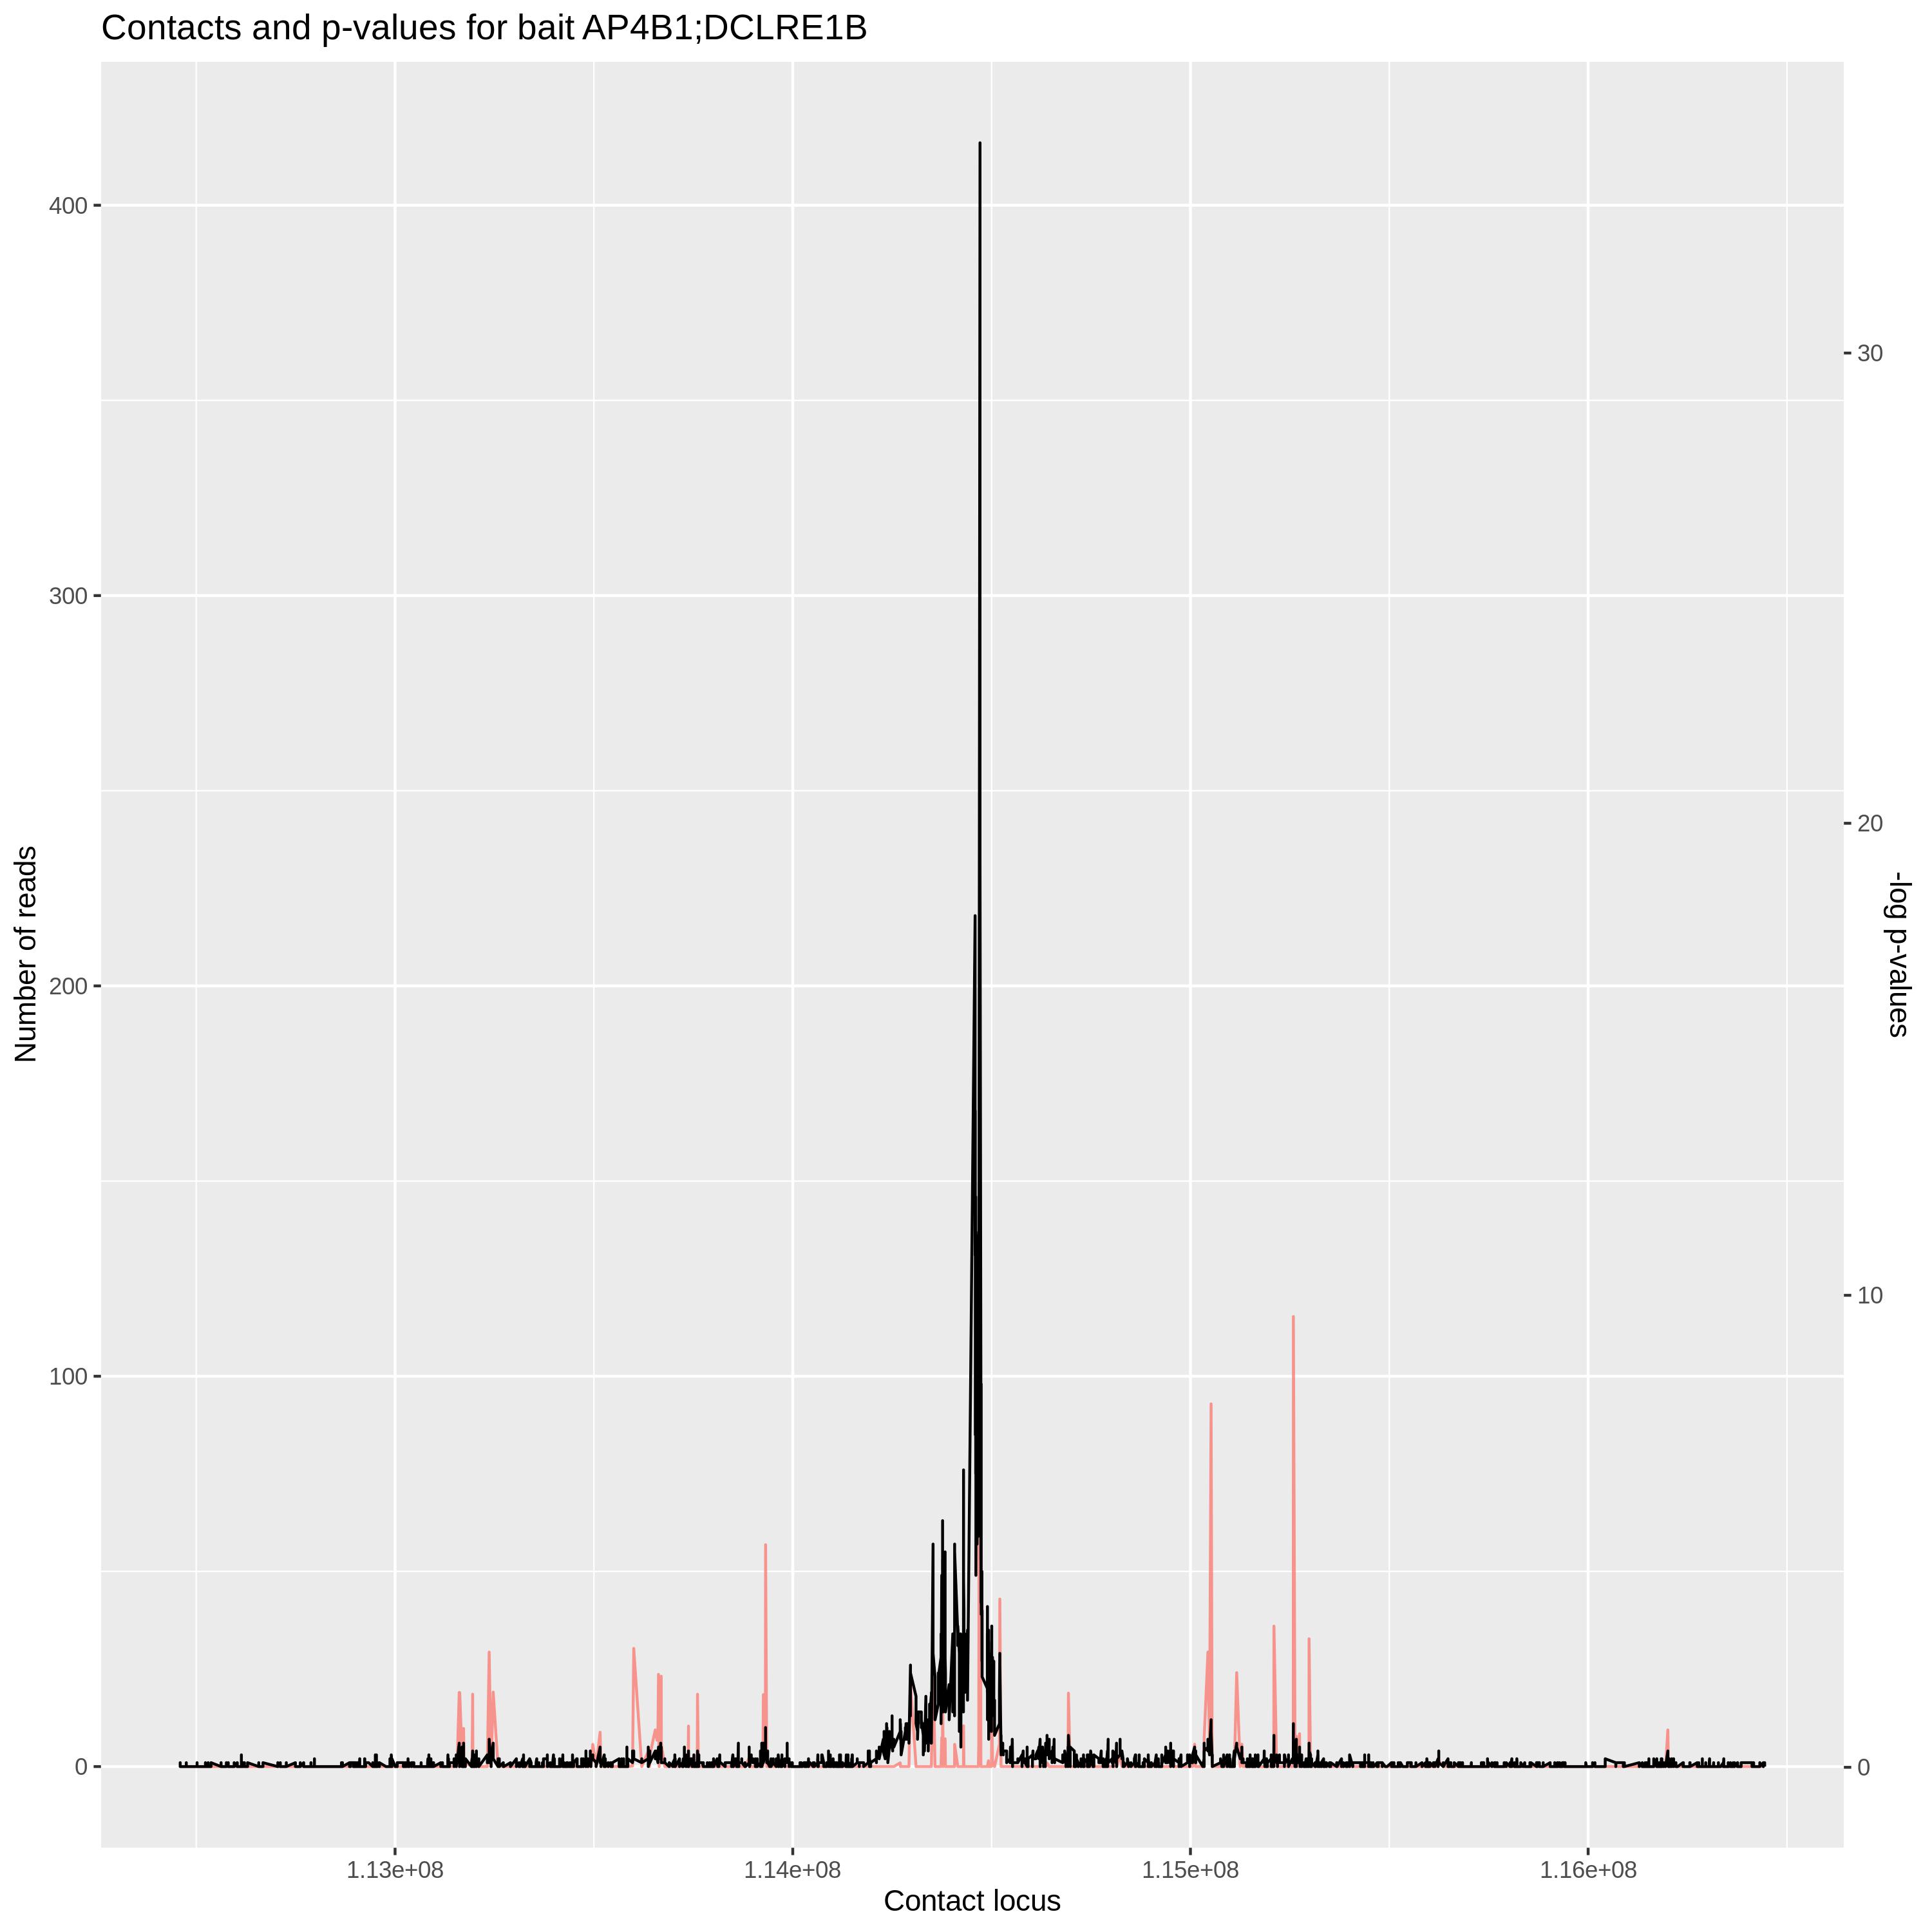 Contacts and p-values for bait AP4B1;DCLRE1B
400
300
200
100
0
Number of reads
30
20
10
0
-log p-values
1.13e+08
1.14e+08
1.15e+08
1.16e+08
Contact locus